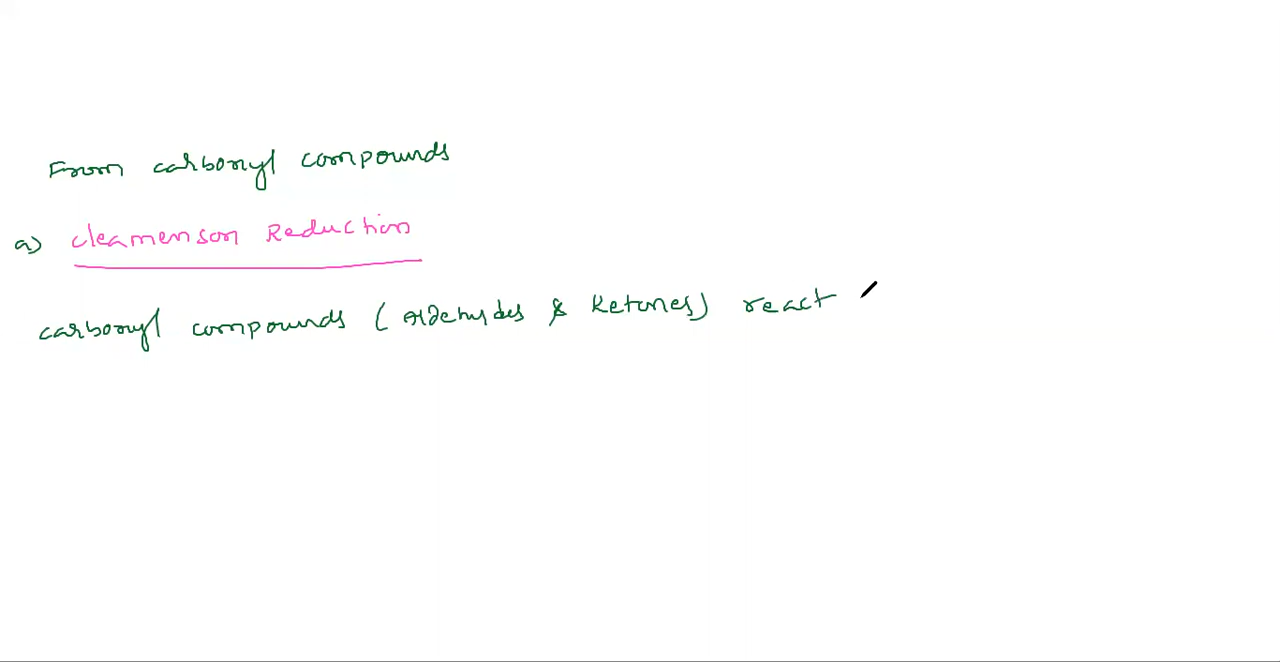 From carbonyl compounds
a) cleamenson Reduction
carbonyl compounds (Aldehydes & Ketones) react